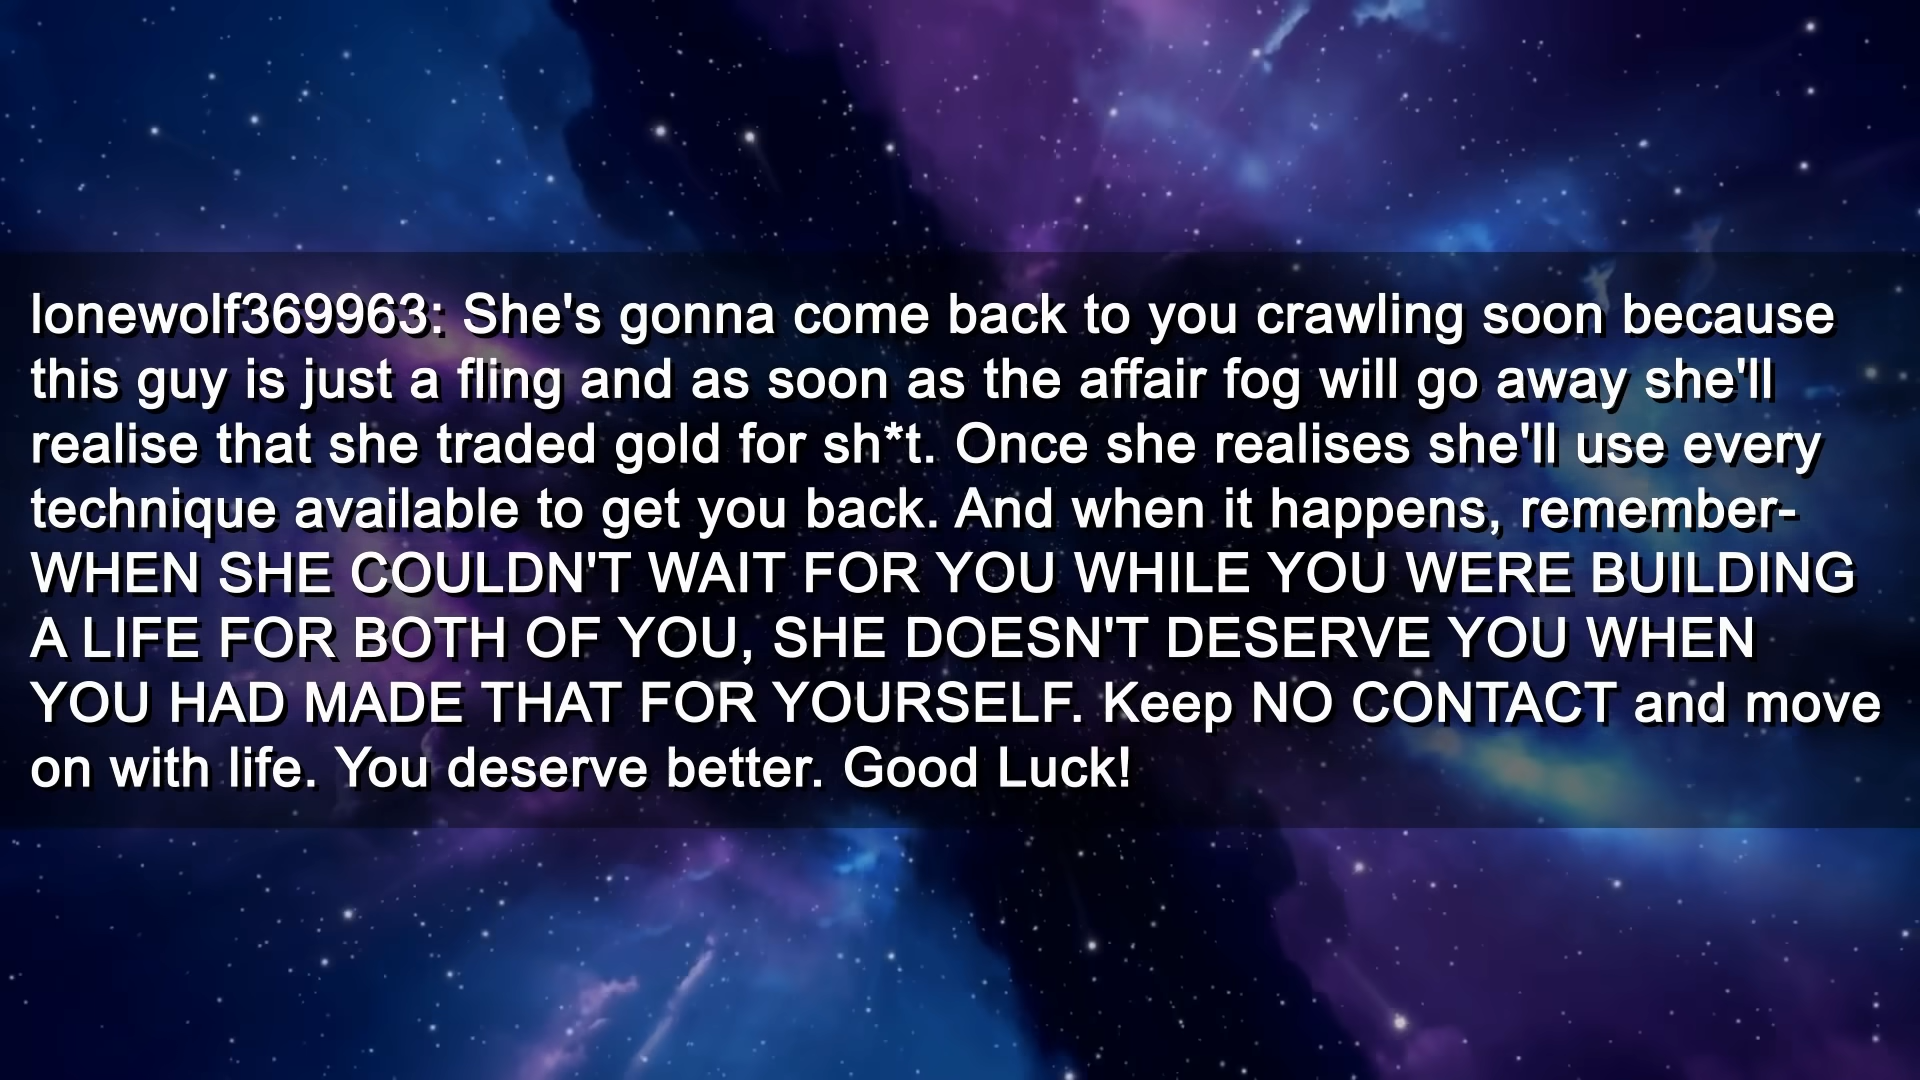 lonewolf369963: She's gonna come back to you crawling soon because
this guy is just a fling and as soon as the affair fog will go away she'll
realise that she traded gold for sh*t. Once she realises she'll use every
technique available to get you back. And when it happens, remember-
WHEN SHE COULDN'T WAIT FOR YOU WHILE YOU WERE BUILDING
A LIFE FOR BOTH OF YOU, SHE DOESN'T DESERVE YOU WHEN
YOU HAD MADE THAT FOR YOURSELF. Keep NO CONTACT and move
on with life. You deserve better. Good Luck!